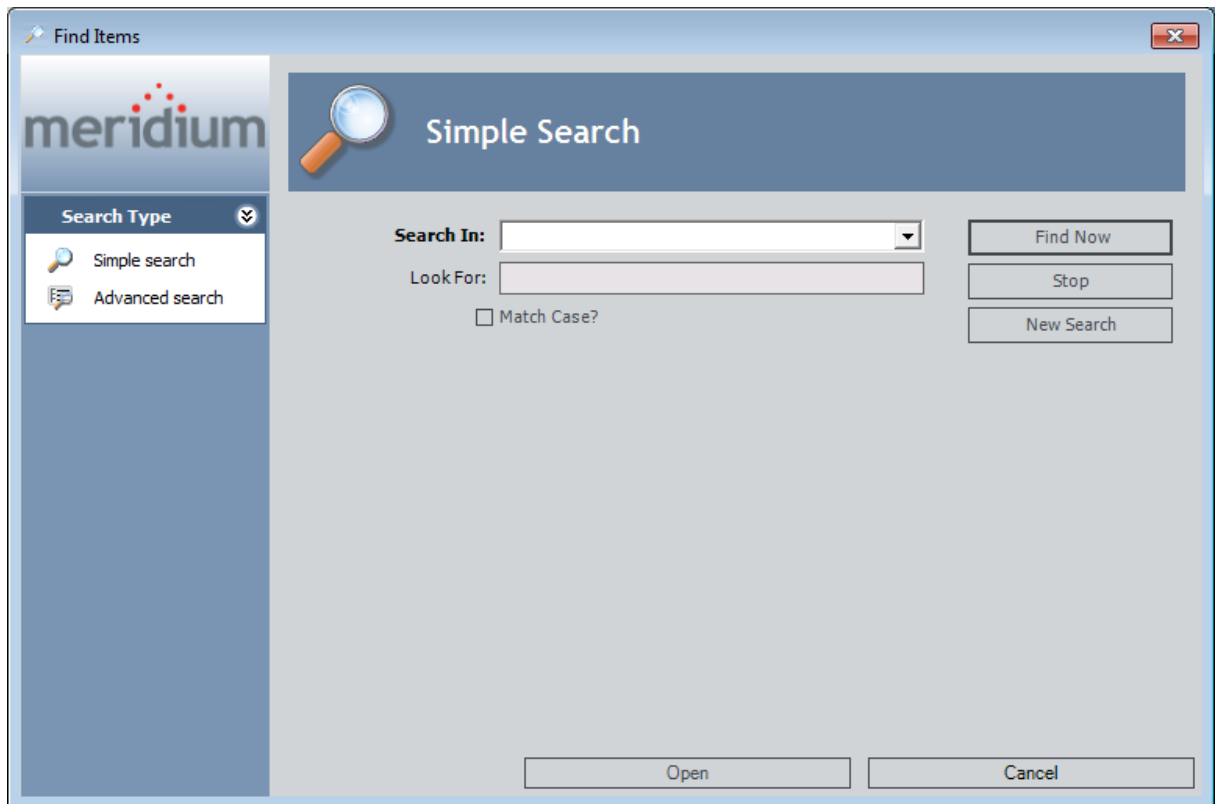 Find Items
meridium
Simple Search
Search Type
Simple search
Advanced search
Search In:
Find Now
Look For:
Stop
Match Case?
New Search
Open
Cancel